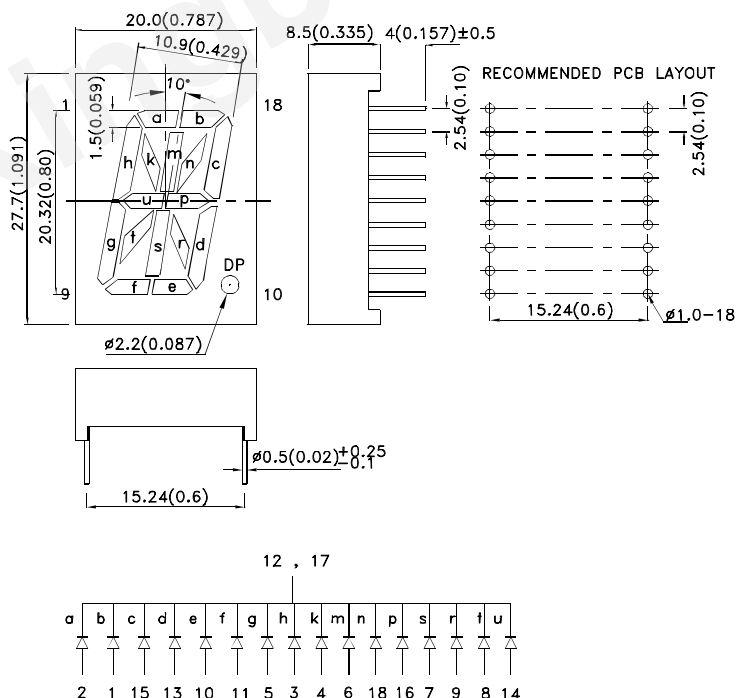 20.0(0.787)
10.9(0.429)
10°
1.5(0.059)
27.7(1.091)
20.32(0.80)
1
18
9
10
a
b
h
k
m
n
c
u
p
g
t
s
r
d
f
e
DP
ø2.2(0.087)
8.5(0.335)
4(0.157)±0.5
2.54(0.10)
RECOMMENDED PCB LAYOUT
2.54(0.10)
15.24(0.6)
ø1.0-18
ø0.5(0.02)+0.25
-0.1
15.24(0.6)
12 , 17
a b c d e f g h k m n p s r t u
2 1 15 13 10 11 5 3 4 6 18 16 7 9 8 14